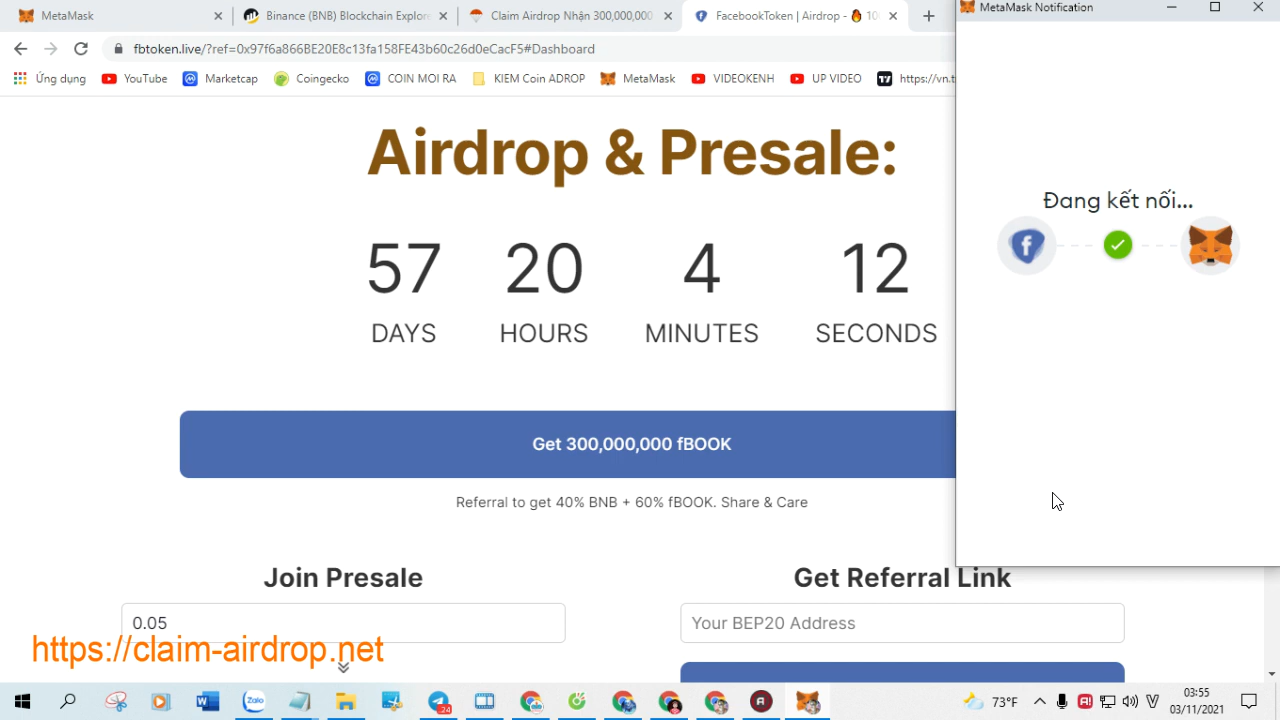 MetaMask
Binance (BNB) Blockchain Explore
Claim Airdrop Nhận 300,000,000
FacebookToken | Airdrop - 🔥 10
MetaMask Notification
fbtoken.live/?ref=0x97f6a866BE20E8c13fa158FE43b60c26d0eCacF5#Dashboard
Ứng dụng
YouTube
Marketcap
Coingecko
COIN MOI RA
KIEM Coin ADROP
MetaMask
VIDEOKENH
UP VIDEO
https://vn.t
Airdrop & Presale:
57 20 4 12
DAYS HOURS MINUTES SECONDS
Đang kết nối...
Get 300,000,000 fBOOK
Referral to get 40% BNB + 60% fBOOK. Share & Care
Join Presale
Get Referral Link
0.05
Your BEP20 Address
https://claim-airdrop.net
Zalo
24
73°F
03:55
03/11/2021